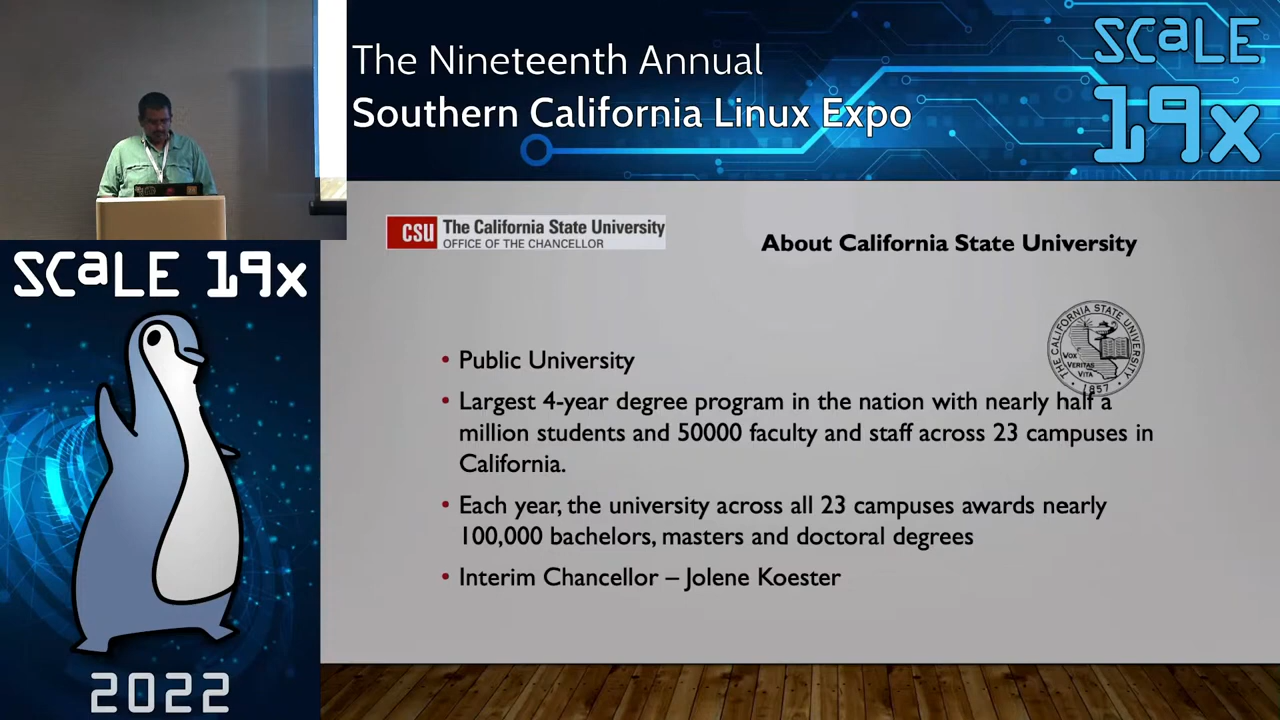 The Nineteenth Annual
Southern California Linux Expo
SCaLE
19x
CSU
The California State University
OFFICE OF THE CHANCELLOR
About California State University
THE CALIFORNIA STATE UNIVERSITY
VOX
VERITAS
VITA
1857
• Public University
• Largest 4-year degree program in the nation with nearly half a
million students and 50000 faculty and staff across 23 campuses in
California.
• Each year, the university across all 23 campuses awards nearly
100,000 bachelors, masters and doctoral degrees
• Interim Chancellor – Jolene Koester
SCaLE 19x
2022